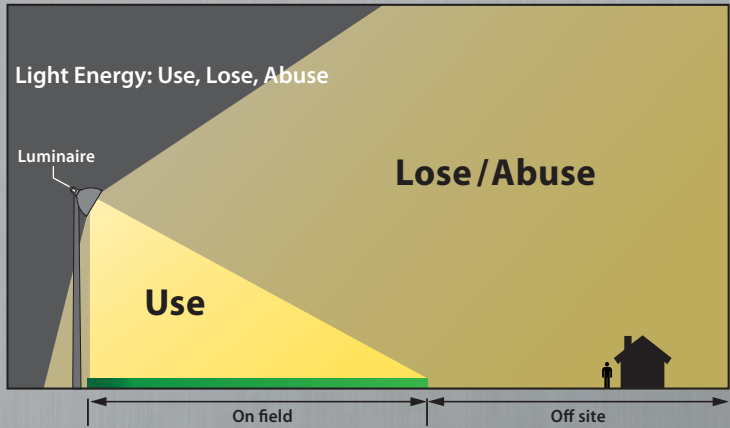 Light Energy: Use, Lose, Abuse
Luminaire
Lose/Abuse
Use
On field
Off site